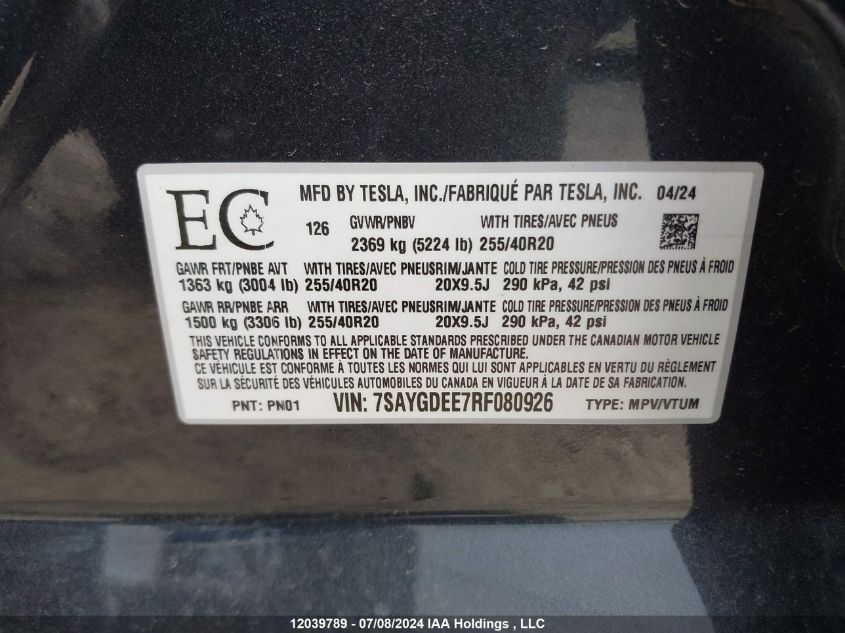 EC
MFD BY TESLA, INC./FABRIQUÉ PAR TESLA, INC. 04/24
126 GVWR/PNBV WITH TIRES/AVEC PNEUS
2369 kg (5224 lb) 255/40R20
GAWR FRT/PNBE AVT WITH TIRES/AVEC PNEUS RIM/JANTE COLD TIRE PRESSURE/PRESSION DES PNEUS À FROID
1363 kg (3004 lb) 255/40R20 20X9.5J 290 kPa, 42 psi
GAWR RR/PNBE ARR WITH TIRES/AVEC PNEUS RIM/JANTE COLD TIRE PRESSURE/PRESSION DES PNEUS À FROID
1500 kg (3306 lb) 255/40R20 20X9.5J 290 kPa, 42 psi
THIS VEHICLE CONFORMS TO ALL APPLICABLE STANDARDS PRESCRIBED UNDER THE CANADIAN MOTOR VEHICLE
SAFETY REGULATIONS IN EFFECT ON THE DATE OF MANUFACTURE.
CE VÉHICULE EST CONFORME À TOUTES LES NORMES QUI LUI SONT APPLICABLES EN VERTU DU RÈGLEMENT
SUR LA SÉCURITÉ DES VÉHICULES AUTOMOBILES DU CANADA EN VIGUEUR À LA DATE DE SA FABRICATION
PNT: PN01 VIN: 7SAYGDEE7RF080926 TYPE: MPV/VTUM
12039789 - 07/08/2024 IAA Holdings , LLC